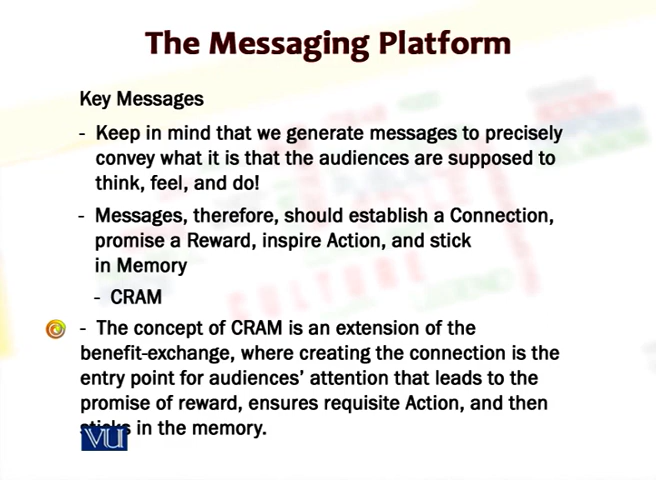 The Messaging Platform
Key Messages
- Keep in mind that we generate messages to precisely
convey what it is that the audiences are supposed to
think, feel, and do!
- Messages, therefore, should establish a Connection,
promise a Reward, inspire Action, and stick
in Memory
- CRAM
- The concept of CRAM is an extension of the
benefit-exchange, where creating the connection is the
entry point for audiences' attention that leads to the
promise of reward, ensures requisite Action, and then
sticks in the memory.
VU